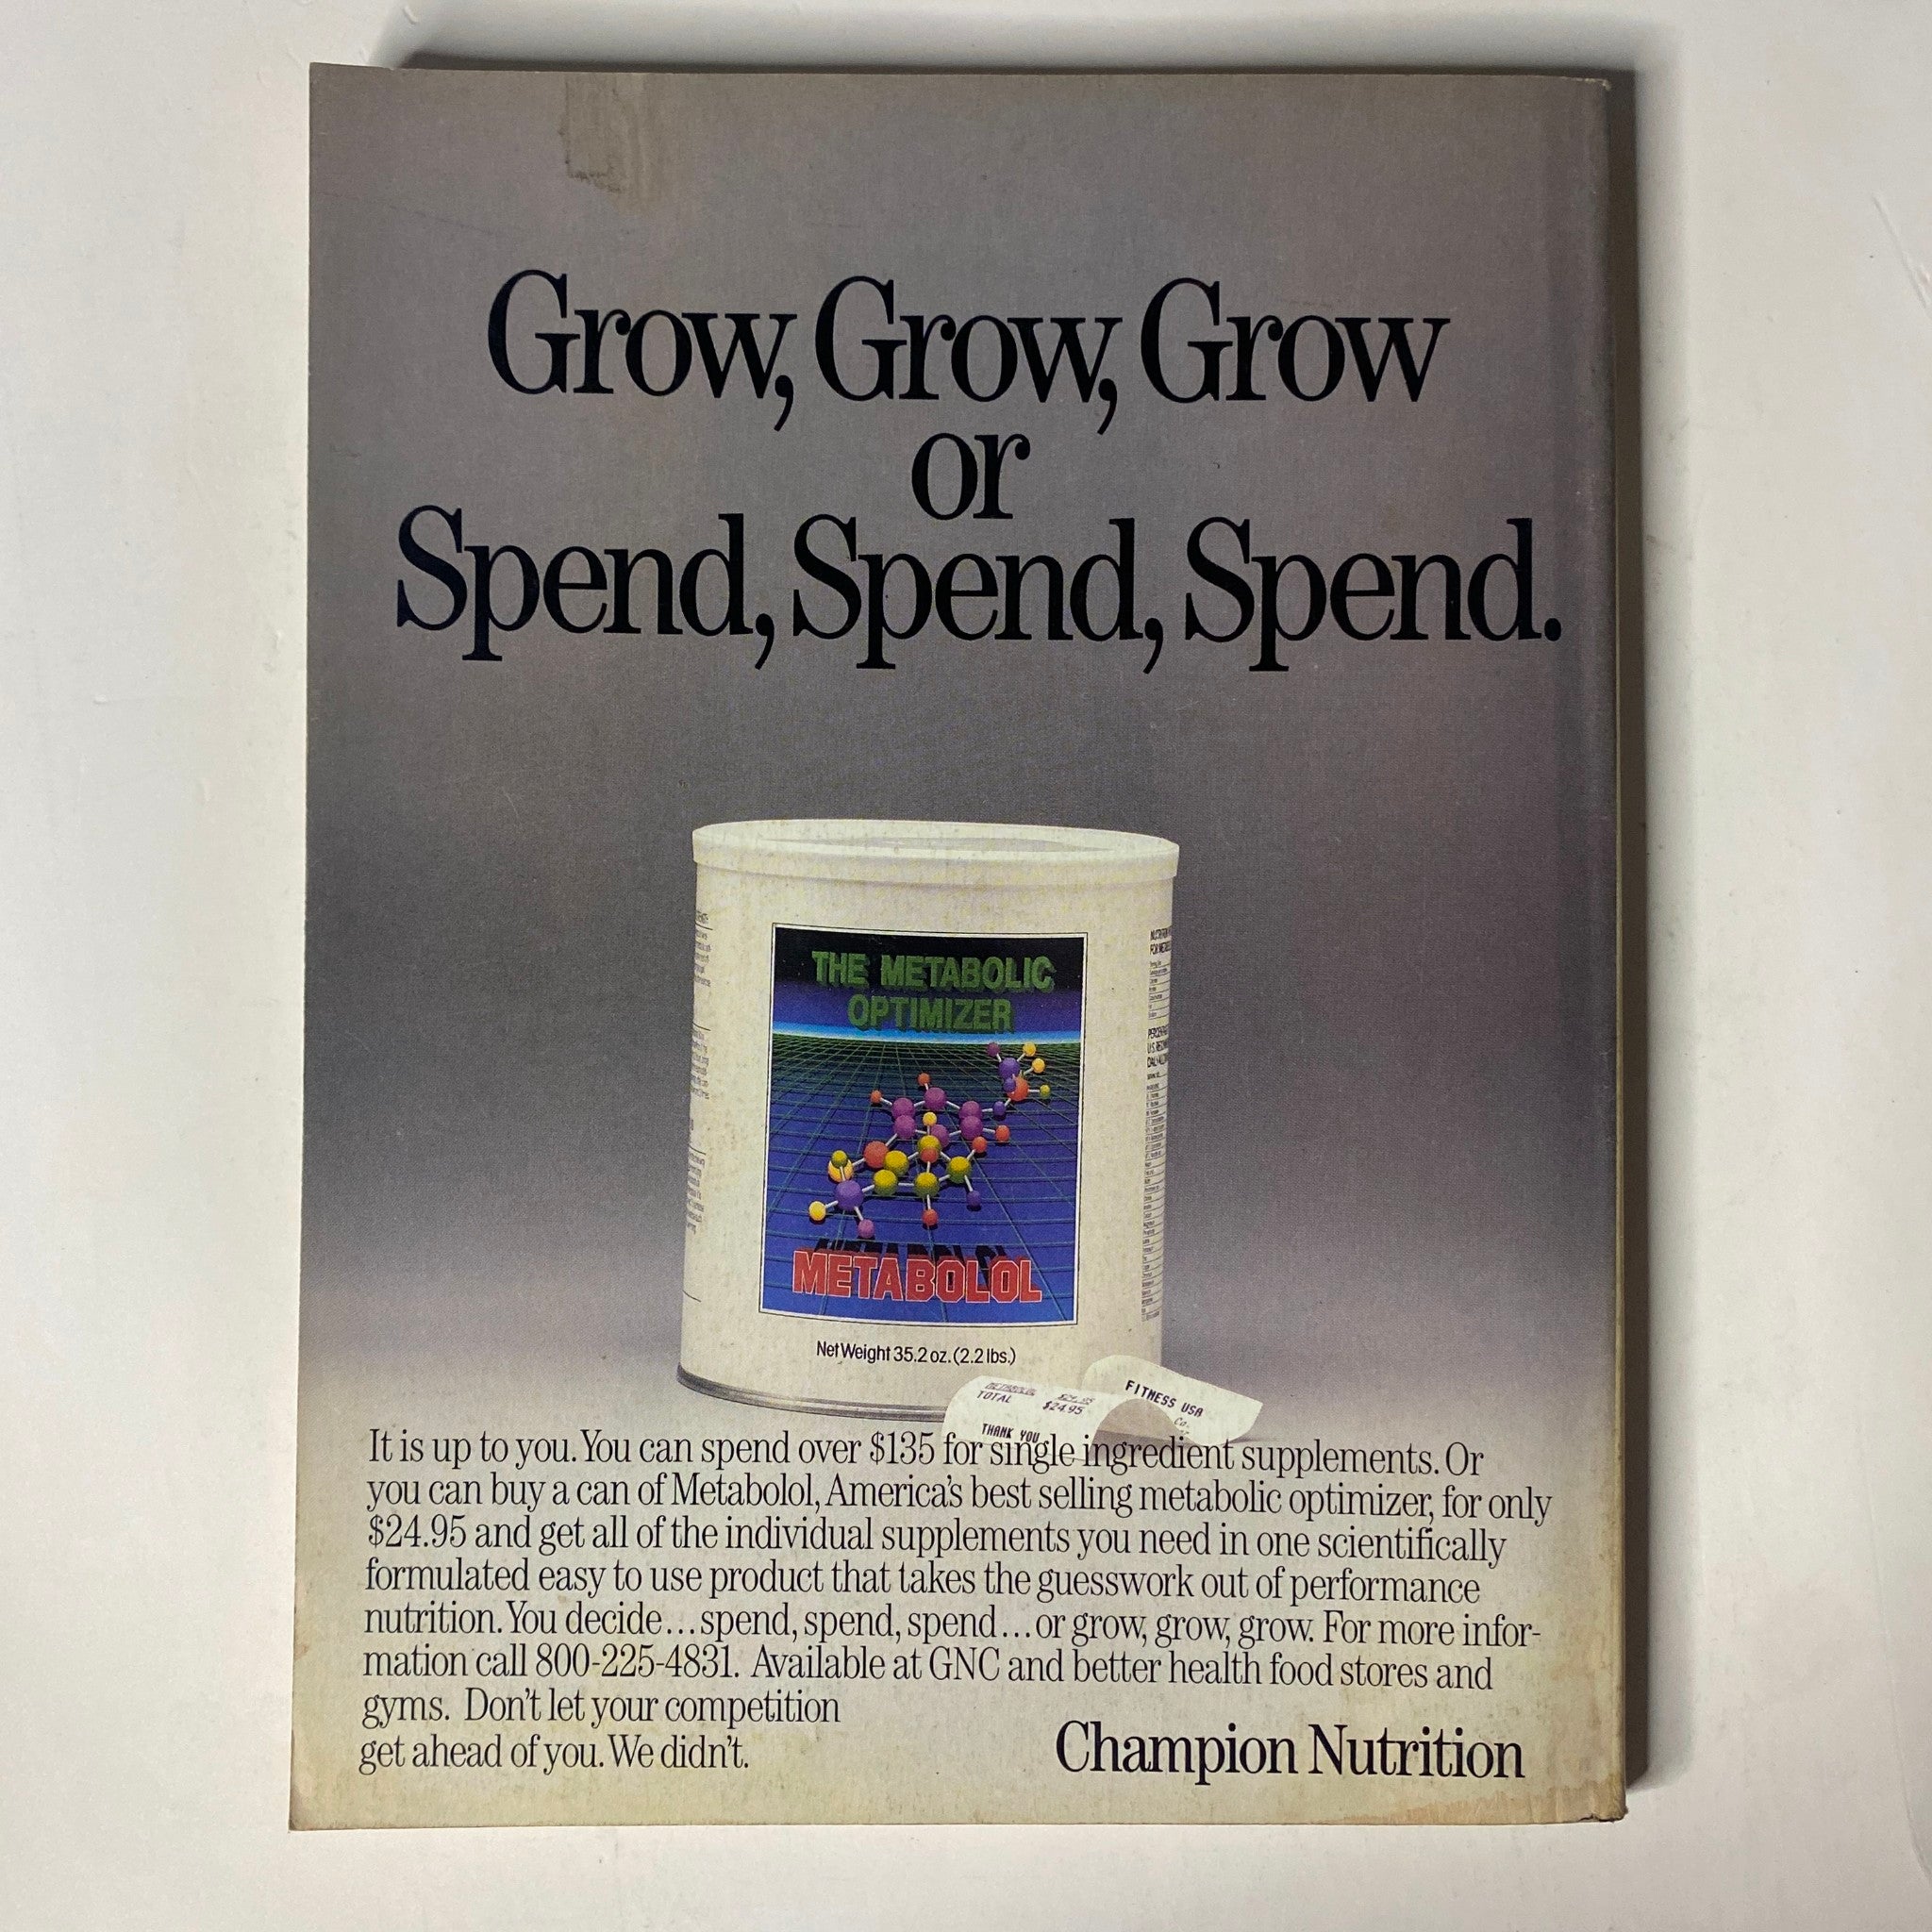 Grow, Grow, Grow
or
Spend, Spend, Spend.
THE METABOLIC
OPTIMIZER
METABOLOL
Net Weight 35.2 oz. (2.2 lbs.)
METABOLOL $24.95
TOTAL $24.95
THANK YOU
FITNESS USA
It is up to you. You can spend over $135 for single ingredient supplements. Or
you can buy a can of Metabolol, America's best selling metabolic optimizer, for only
$24.95 and get all of the individual supplements you need in one scientifically
formulated easy to use product that takes the guesswork out of performance
nutrition. You decide...spend, spend, spend...or grow, grow, grow. For more infor-
mation call 800-225-4831. Available at GNC and better health food stores and
gyms. Don't let your competition
get ahead of you. We didn't.
Champion Nutrition